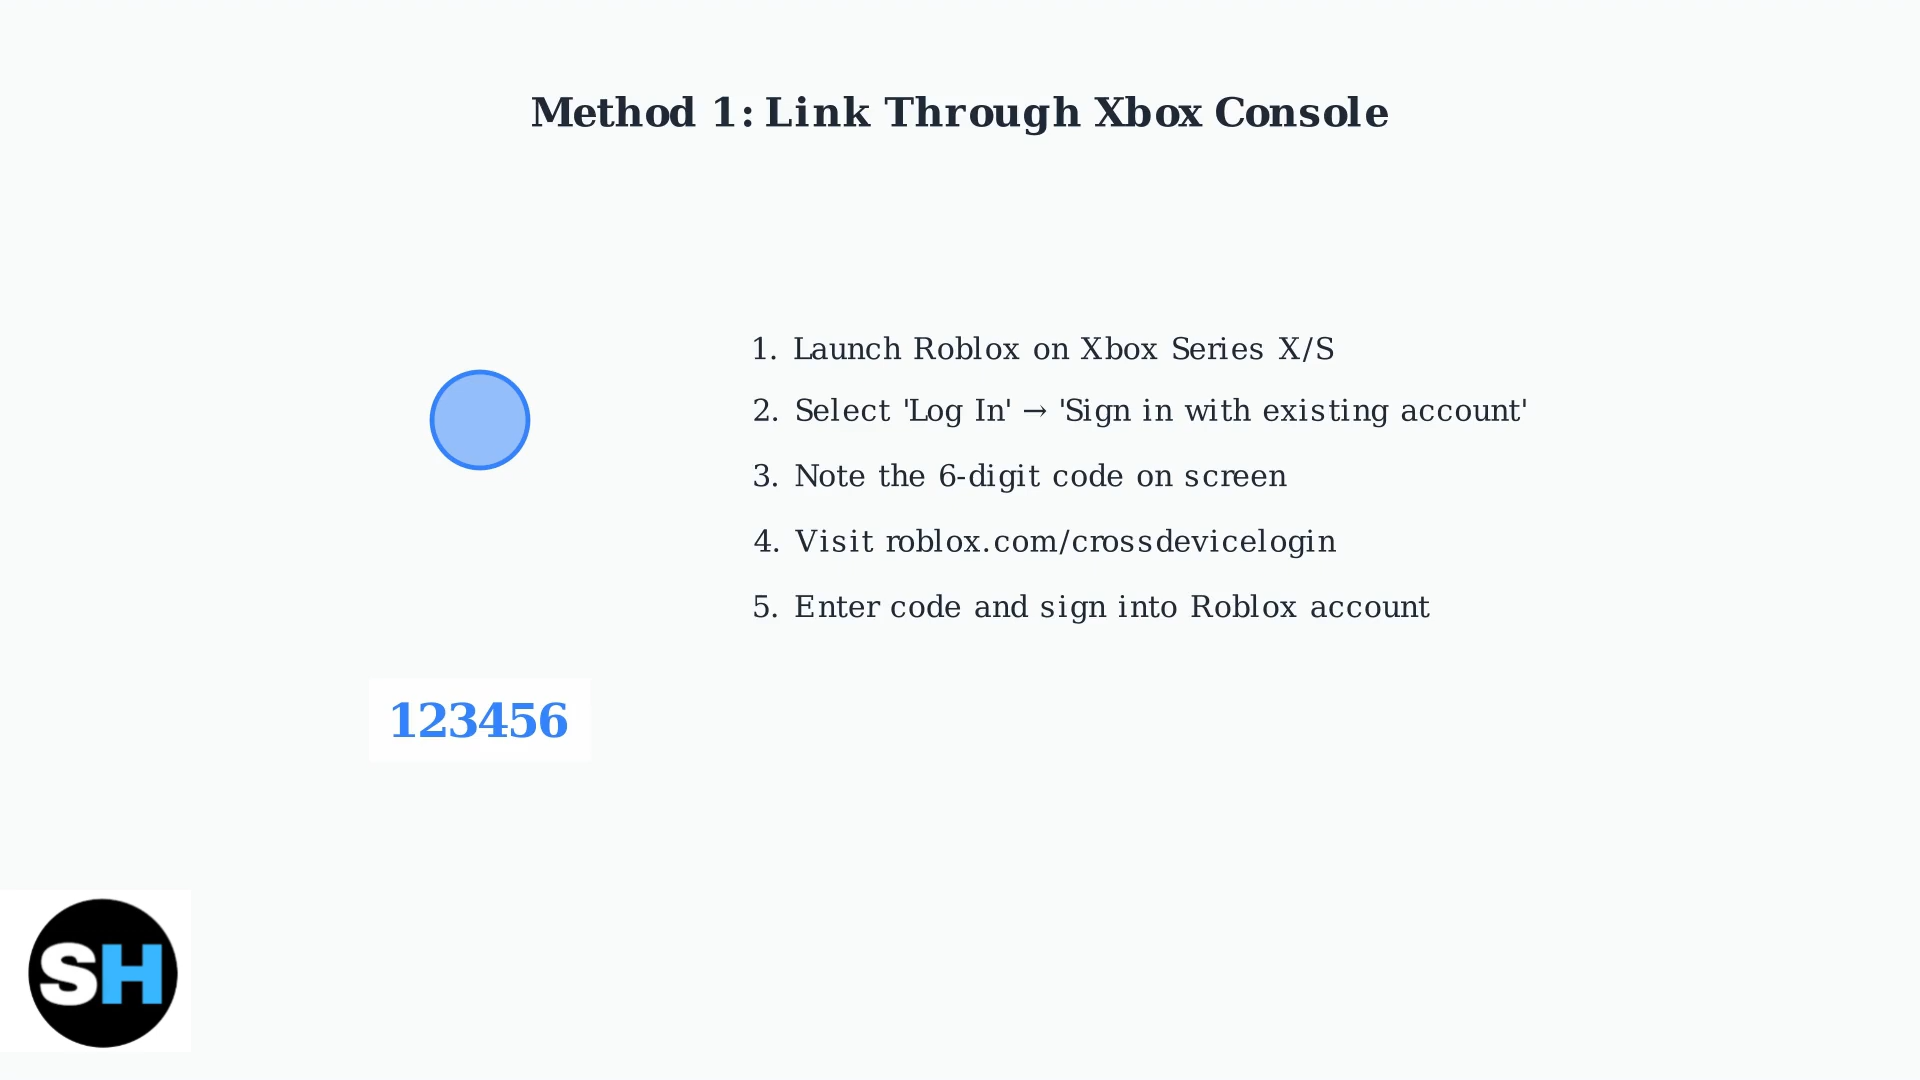 Method 1: Link Through Xbox Console
1. Launch Roblox on Xbox Series X/S
2. Select 'Log In' → 'Sign in with existing account'
3. Note the 6-digit code on screen
4. Visit roblox.com/crossdevicelogin
5. Enter code and sign into Roblox account
123456
SH